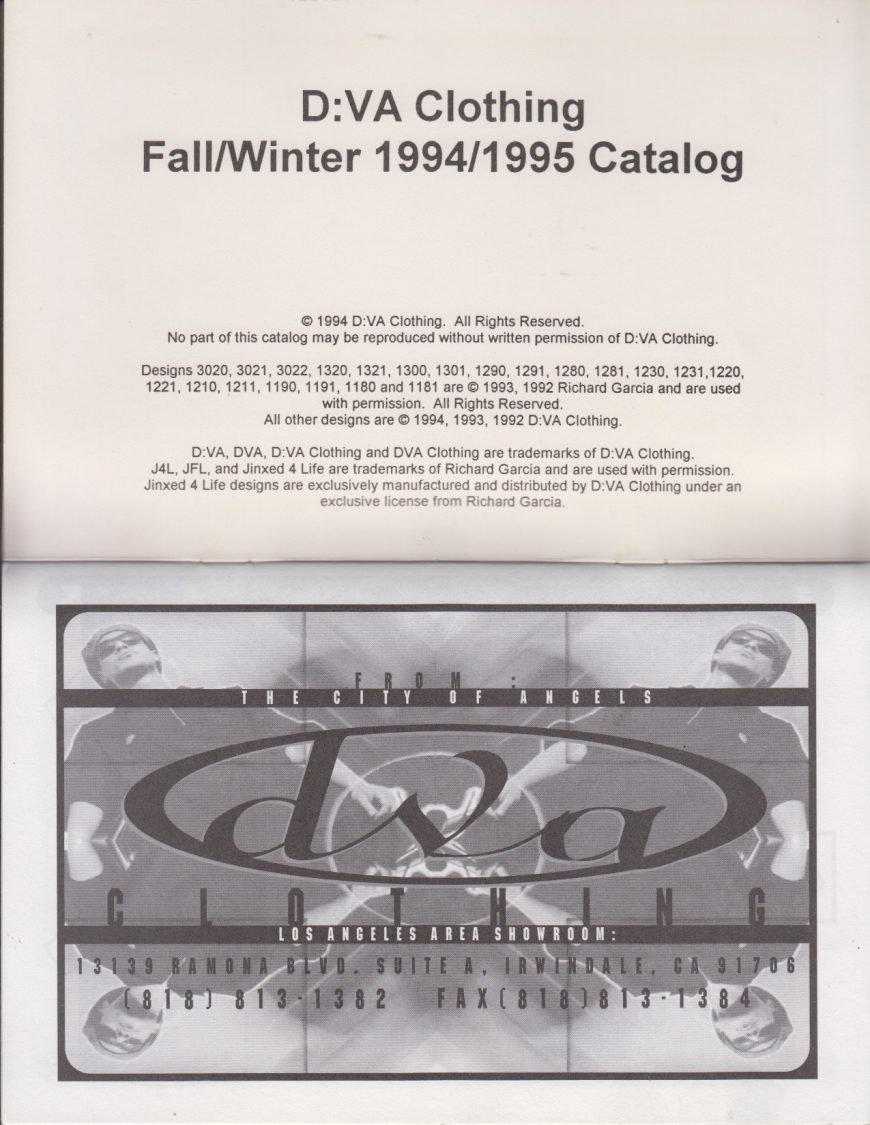 D:VA Clothing
Fall/Winter 1994/1995 Catalog
© 1994 D:VA Clothing.  All Rights Reserved.
No part of this catalog may be reproduced without written permission of D:VA Clothing.
Designs 3020, 3021, 3022, 1320, 1321, 1300, 1301, 1290, 1291, 1280, 1281, 1230, 1231,1220,
1221, 1210, 1211, 1190, 1191, 1180 and 1181 are © 1993, 1992 Richard Garcia and are used
with permission.  All Rights Reserved.
All other designs are © 1994, 1993, 1992 D:VA Clothing.
D:VA, DVA, D:VA Clothing and DVA Clothing are trademarks of D:VA Clothing.
J4L, JFL, and Jinxed 4 Life are trademarks of Richard Garcia and are used with permission.
Jinxed 4 Life designs are exclusively manufactured and distributed by D:VA Clothing under an
exclusive license from Richard Garcia.
FROM :
THE CITY OF ANGELS
dva
CLOTHING
LOS ANGELES AREA SHOWROOM:
13139 RAMONA BLVD. SUITE A, IRWINDALE, CA 91706
(818) 813-1382 FAX(818)813-1384